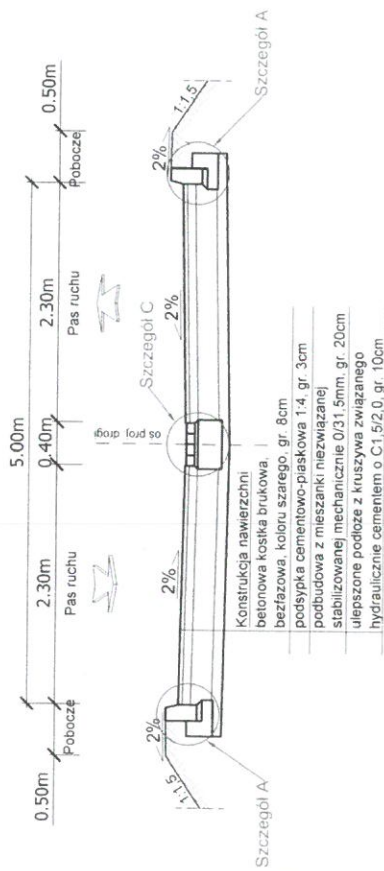 5.00m
0.50m
2.30m
0.40m
2.30m
0.50m
Pobocze
Pas ruchu
oś proj. drogi
Pas ruchu
Pobocze
Szczegół C
2%
2%
2%
2%
1:1,5
1:1,5
Szczegół A
Szczegół A
Konstrukcja nawierzchni
betonowa kostka brukowa,
bezfazowa, koloru szarego, gr. 8cm
podsypka cementowo-piaskowa 1:4, gr. 3cm
podbudowa z mieszanki niezwiązanej
stabilizowanej mechanicznie 0/31,5mm, gr. 20cm
ulepszone podłoże z kruszywa związanego
hydraulicznie cementem o C1,5/2,0, gr. 10cm